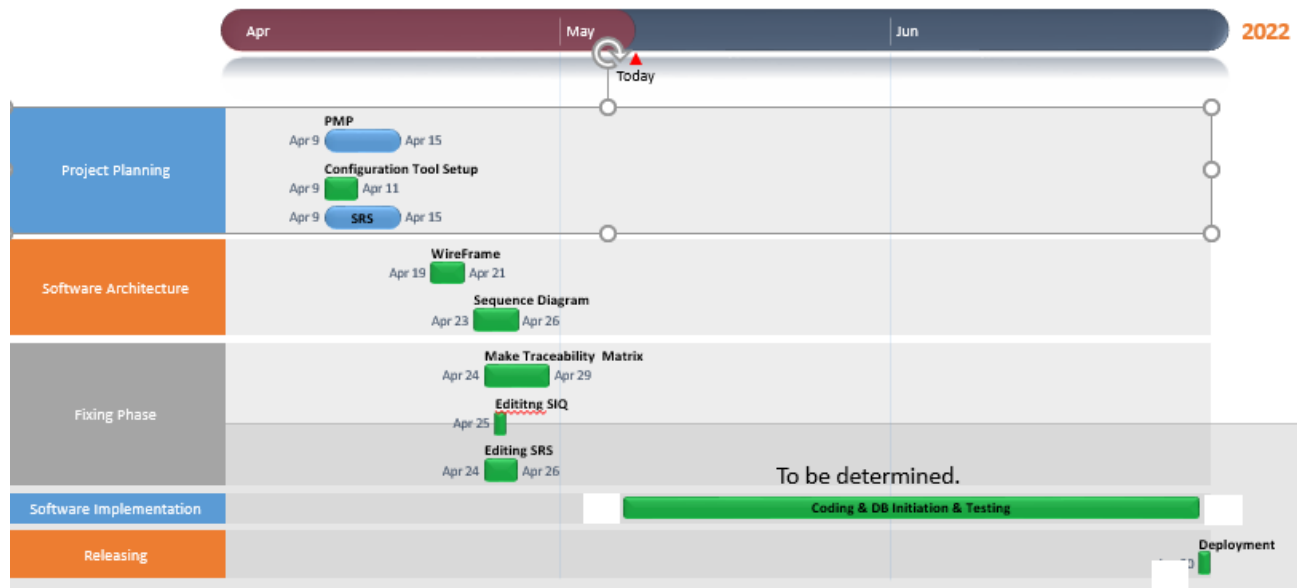 Apr May Jun 2022
Today
Project Planning
PMP
Apr 9 Apr 15
Configuration Tool Setup
Apr 9 Apr 11
Apr 9 SRS Apr 15
Software Architecture
WireFrame
Apr 19 Apr 21
Sequence Diagram
Apr 23 Apr 26
Fixing Phase
Make Traceability Matrix
Apr 24 Apr 29
Edititng SIQ
Apr 25
Editing SRS
Apr 24 Apr 26
To be determined.
Software Implementation
Coding & DB Initiation & Testing
Releasing
Deployment